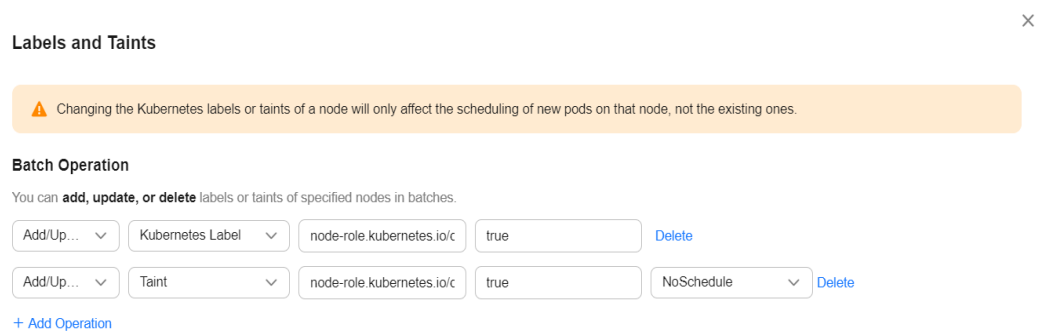 Labels and Taints
Changing the Kubernetes labels or taints of a node will only affect the scheduling of new pods on that node, not the existing ones.
Batch Operation
You can add, update, or delete labels or taints of specified nodes in batches.
Add/Up... Kubernetes Label node-role.kubernetes.io/c true Delete
Add/Up... Taint node-role.kubernetes.io/c true NoSchedule Delete
+ Add Operation